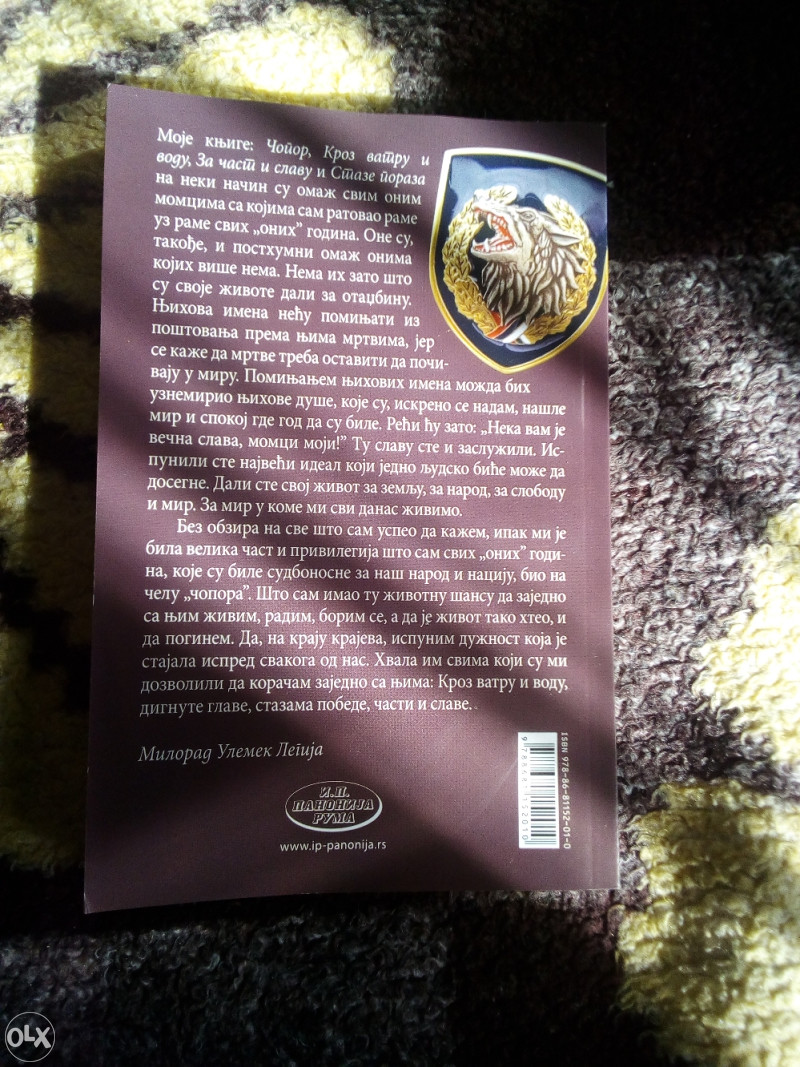 Моје књиге: Чопор, Кроз ватру и
воду, За част и славу и Стазе пораза
на неки начин су омаж свим оним
момцима са којима сам ратовао раме
уз раме свих „оних” година. Оне су,
такође, и постхумни омаж онима
којих више нема. Нема их зато што
су своје животе дали за отаџбину.
Њихова имена нећу помињати из
поштовања према њима мртвима, јер
се каже да мртве треба оставити да почи-
вају у миру. Помињањем њихових имена можда бих
узнемирио њихове душе, које су, искрено се надам, нашле
мир и спокој где год да су биле. Рећи ћу зато: „Нека вам је
вечна слава, момци моји!” Ту славу сте и заслужили. Ис-
пунили сте највећи идеал који једно људско биће може да
досегне. Дали сте свој живот за земљу, за народ, за слободу
и мир. За мир у коме ми сви данас живимо.
Без обзира на све што сам успео да кажем, ипак ми је
била велика част и привилегија што сам свих „оних” годи-
на, које су биле судбоносне за наш народ и нацију, био на
челу „чопора”. Што сам имао ту животну шансу да заједно
са њим живим, радим, борим се, а да је живот тако хтео, и
да погинем. Да, на крају крајева, испуним дужност која је
стајала испред свакога од нас. Хвала им свима који су ми
дозволили да корачам заједно са њима: Кроз ватру и воду,
дигнуте главе, стазама победе, части и славе.
Милорад Улемек Легија
И.П.
ПАНОНИЈА
РУМА
www.ip-panonija.rs
ISBN 978-86-81152-01-0
OLX